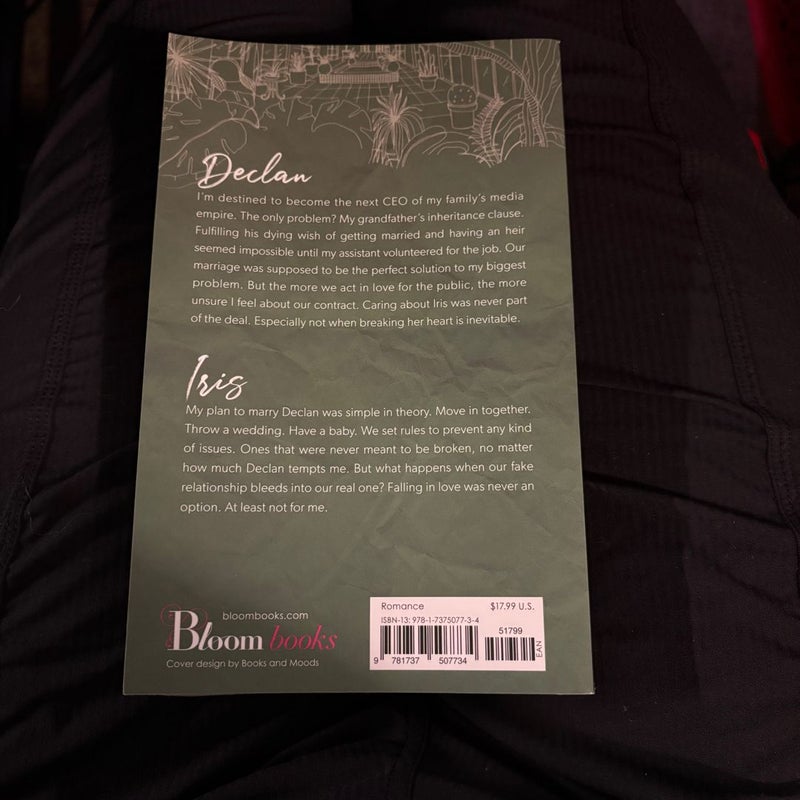 Declan
I'm destined to become the next CEO of my family's media
empire. The only problem? My grandfather's inheritance clause.
Fulfilling his dying wish of getting married and having an heir
seemed impossible until my assistant volunteered for the job. Our
marriage was supposed to be the perfect solution to my biggest
problem. But the more we act in love for the public, the more
unsure I feel about our contract. Caring about Iris was never part
of the deal. Especially not when breaking her heart is inevitable.
Iris
My plan to marry Declan was simple in theory. Move in together.
Throw a wedding. Have a baby. We set rules to prevent any kind
of issues. Ones that were never meant to be broken, no matter
how much Declan tempts me. But what happens when our fake
relationship bleeds into our real one? Falling in love was never an
option. At least not for me.
bloombooks.com
Bloom books
Cover design by Books and Moods
Romance $17.99 U.S.
ISBN-13: 978-1-7375077-3-4
51799
EAN
9 781737 507734